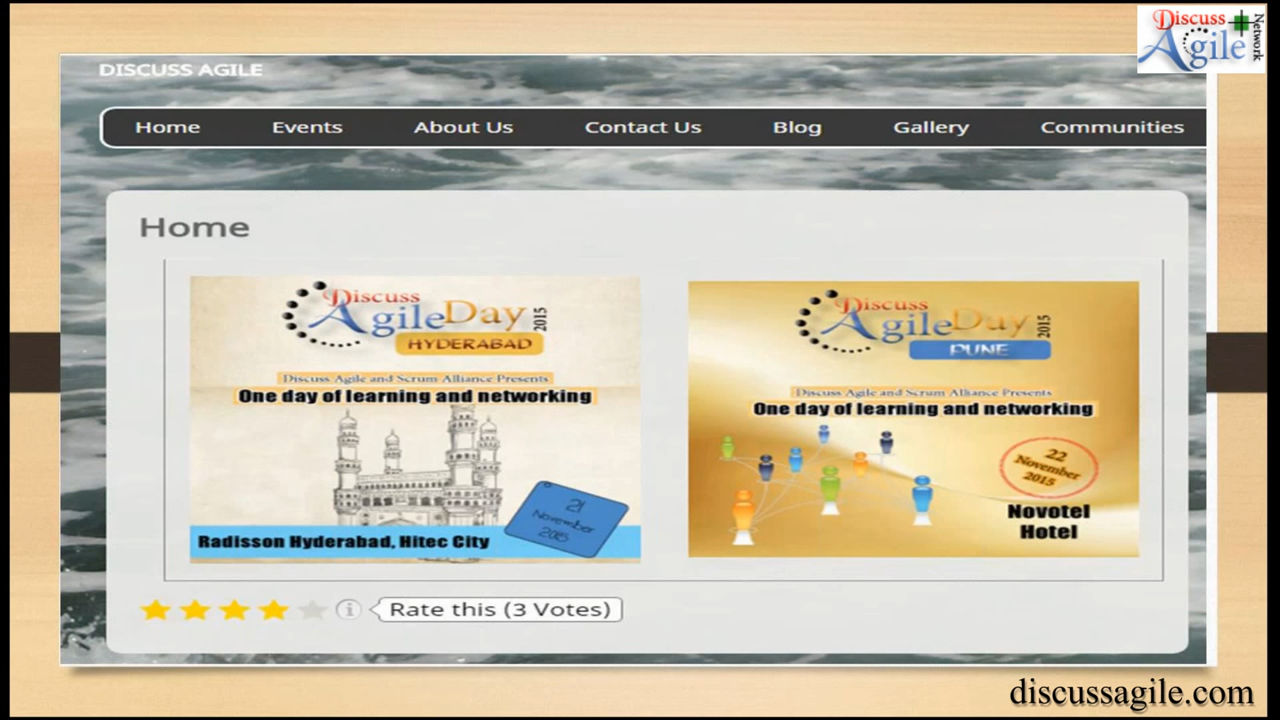 Discuss
Agile
Network
DISCUSS AGILE
Home Events About Us Contact Us Blog Gallery Communities
Home
Discuss
AgileDay
2015
HYDERABAD
Discuss Agile and Scrum Alliance Presents
One day of learning and networking
21
November
2015
Radisson Hyderabad, Hitec City
Discuss
AgileDay
2015
PUNE
Discuss Agile and Scrum Alliance Presents
One day of learning and networking
22
November
2015
Novotel
Hotel
Rate this (3 Votes)
discussagile.com